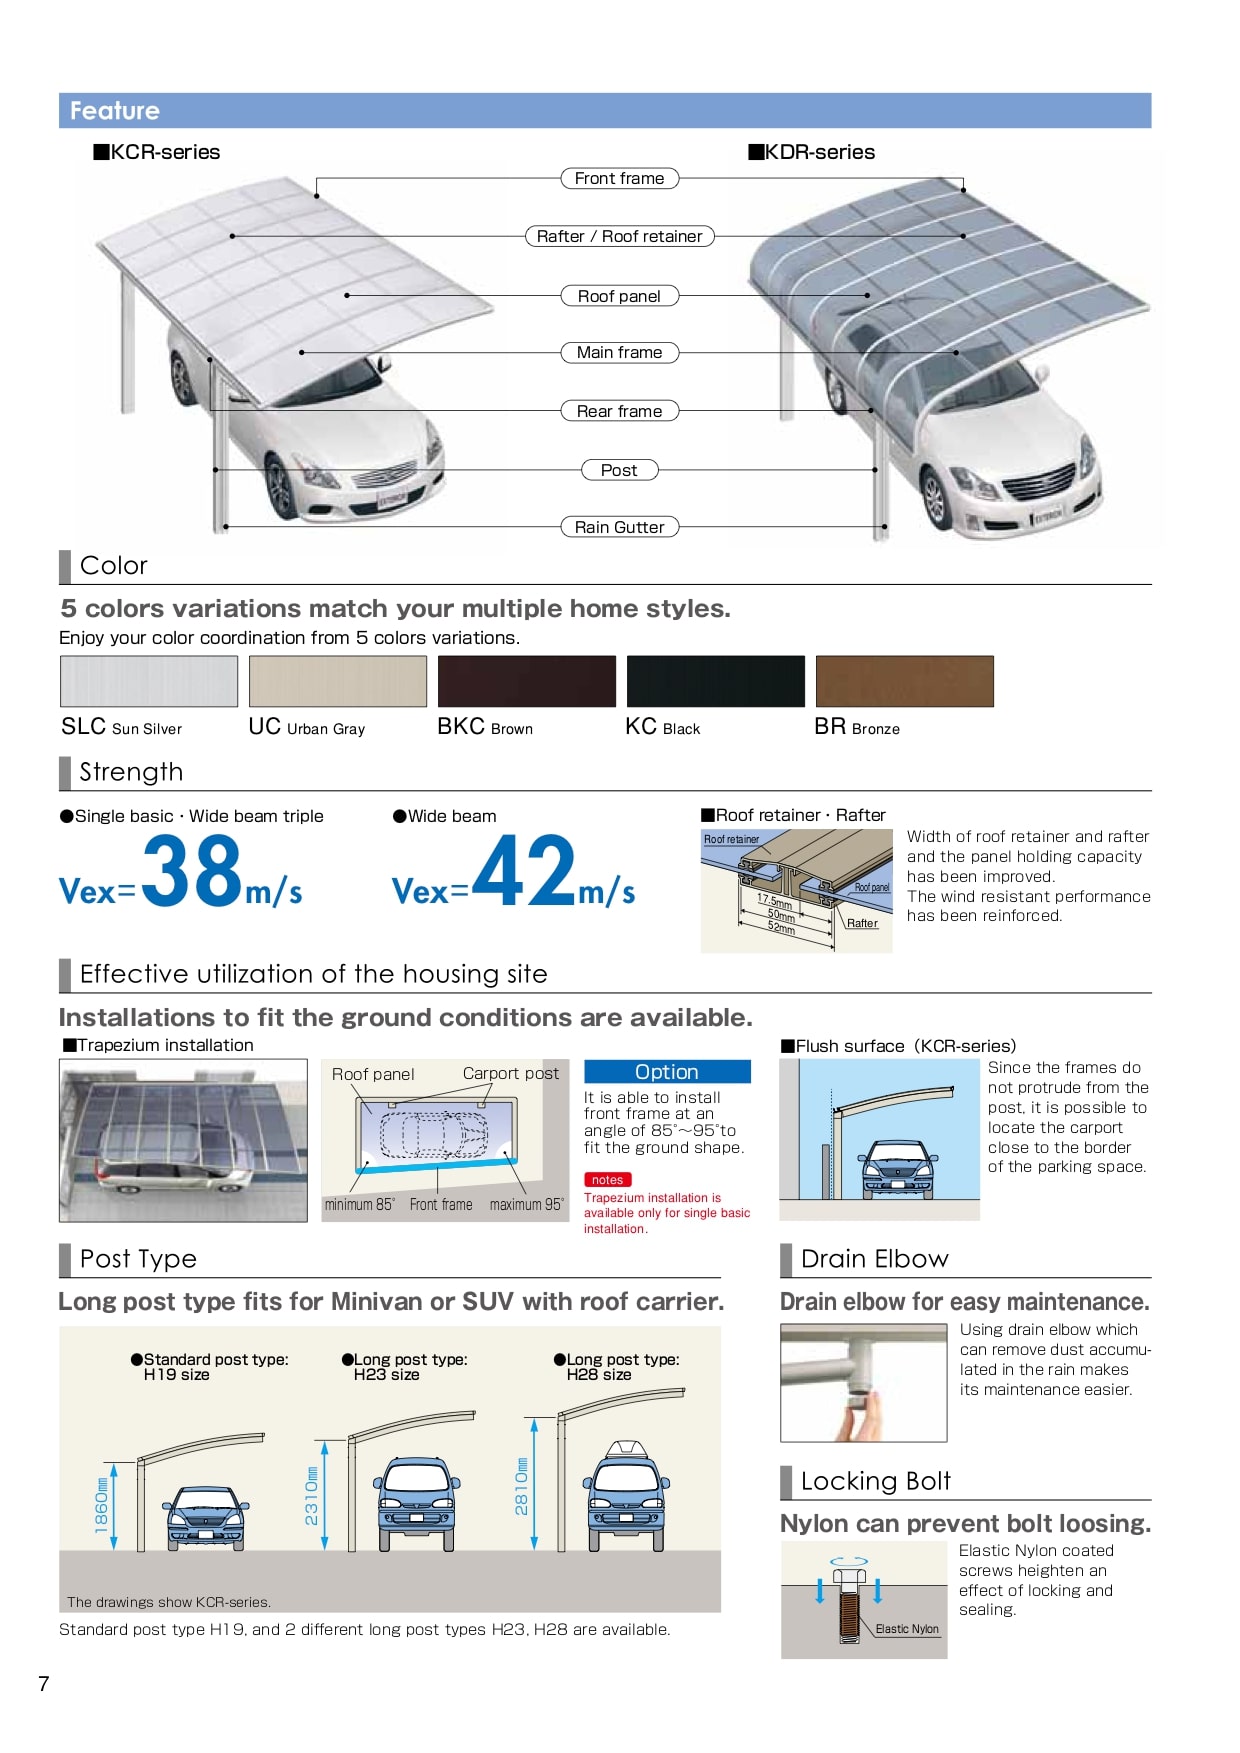 Feature
■KCR-series
■KDR-series
Front frame
Rafter / Roof retainer
Roof panel
Main frame
Rear frame
Post
Rain Gutter
EXTERIOR
EXTERIOR
Color
5 colors variations match your multiple home styles.
Enjoy your color coordination from 5 colors variations.
SLC Sun Silver
UC Urban Gray
BKC Brown
KC Black
BR Bronze
Strength
●Single basic・Wide beam triple
Vex=38m/s
●Wide beam
Vex=42m/s
■Roof retainer・Rafter
Roof retainer
Roof panel
17.5mm
50mm
52mm
Rafter
Width of roof retainer and rafter
and the panel holding capacity
has been improved.
The wind resistant performance
has been reinforced.
Effective utilization of the housing site
Installations to fit the ground conditions are available.
■Trapezium installation
Roof panel
Carport post
minimum 85°
Front frame
maximum 95°
Option
It is able to install
front frame at an
angle of 85°～95°to
fit the ground shape.
notes
Trapezium installation is
available only for single basic
installation.
■Flush surface（KCR-series）
Since the frames do
not protrude from the
post, it is possible to
locate the carport
close to the border
of the parking space.
Post Type
Long post type fits for Minivan or SUV with roof carrier.
●Standard post type:
H19 size
●Long post type:
H23 size
●Long post type:
H28 size
1860㎜
2310㎜
2810㎜
The drawings show KCR-series.
Standard post type H19, and 2 different long post types H23, H28 are available.
Drain Elbow
Drain elbow for easy maintenance.
Using drain elbow which
can remove dust accumu-
lated in the rain makes
its maintenance easier.
Locking Bolt
Nylon can prevent bolt loosing.
Elastic Nylon
Elastic Nylon coated
screws heighten an
effect of locking and
sealing.
7